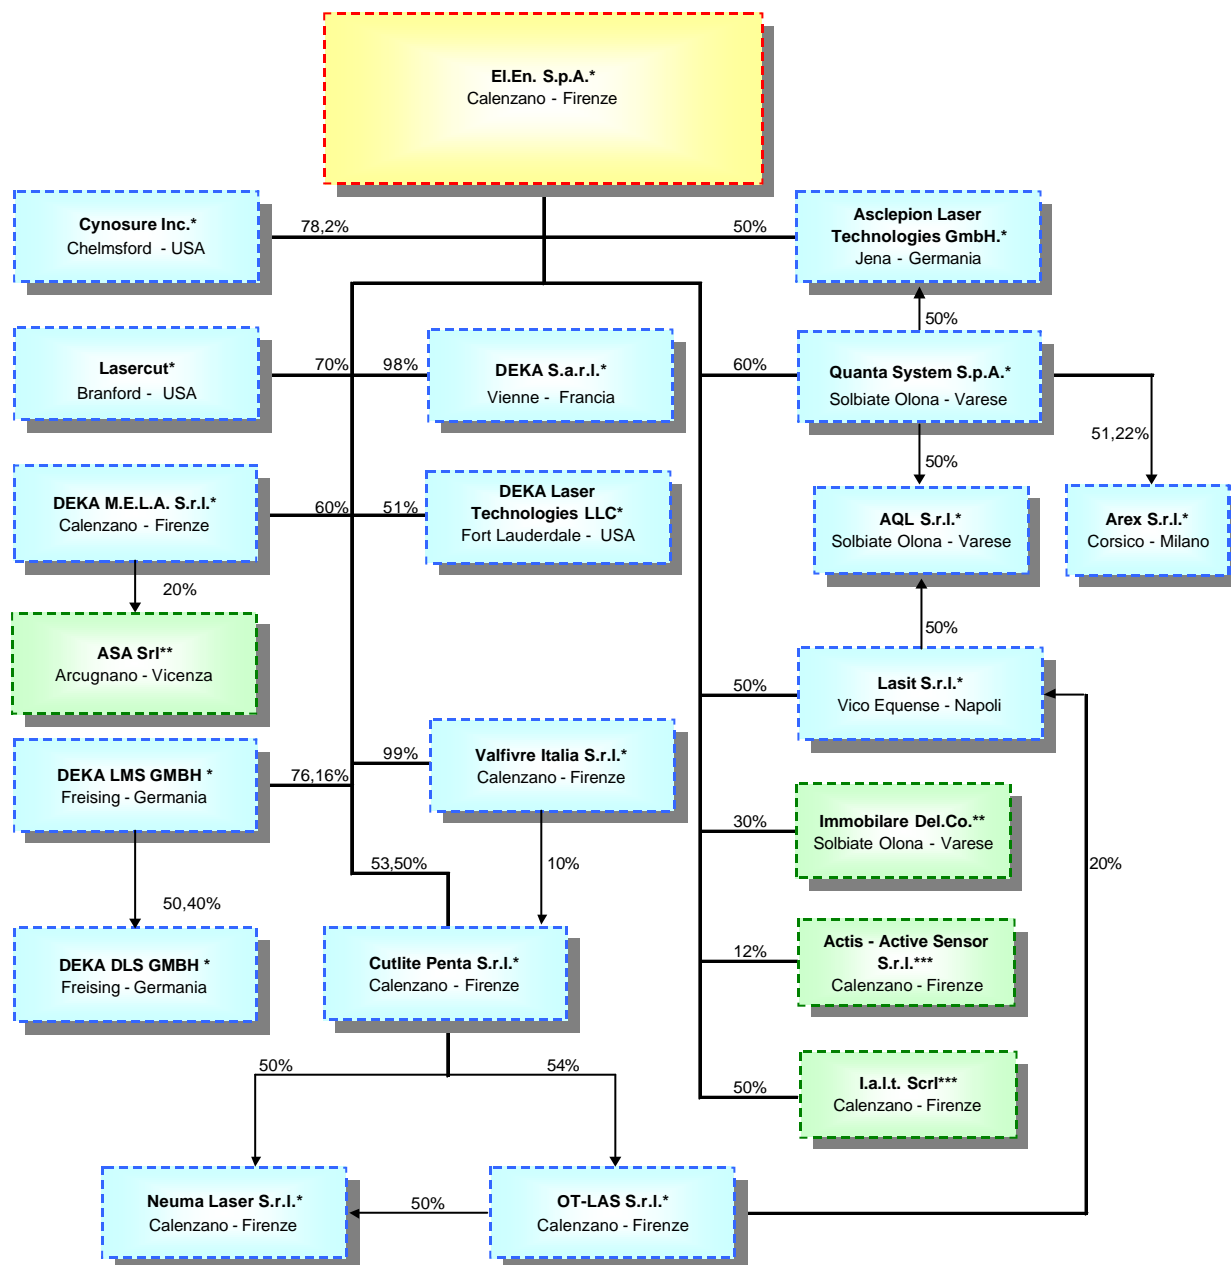 El.En. S.p.A.*
Calenzano - Firenze
Cynosure Inc.*
Chelmsford - USA
78,2%
50%
Asclepion Laser
Technologies GmbH.*
Jena - Germania
50%
Lasercut*
Branford - USA
70%
98%
DEKA S.a.r.l.*
Vienne - Francia
60%
Quanta System S.p.A.*
Solbiate Olona - Varese
51,22%
50%
DEKA M.E.L.A. S.r.l.*
Calenzano - Firenze
60%
51%
DEKA Laser
Technologies LLC*
Fort Lauderdale - USA
AQL S.r.l.*
Solbiate Olona - Varese
Arex S.r.l.*
Corsico - Milano
20%
50%
ASA Srl**
Arcugnano - Vicenza
50%
Lasit S.r.l.*
Vico Equense - Napoli
DEKA LMS GMBH *
Freising - Germania
76,16%
99%
Valfivre Italia S.r.l.*
Calenzano - Firenze
30%
Immobilare Del.Co.**
Solbiate Olona - Varese
53,50%
10%
20%
50,40%
DEKA DLS GMBH *
Freising - Germania
Cutlite Penta S.r.l.*
Calenzano - Firenze
12%
Actis - Active Sensor
S.r.l.***
Calenzano - Firenze
50%
54%
50%
I.a.l.t. Scrl***
Calenzano - Firenze
Neuma Laser S.r.l.*
Calenzano - Firenze
50%
OT-LAS S.r.l.*
Calenzano - Firenze